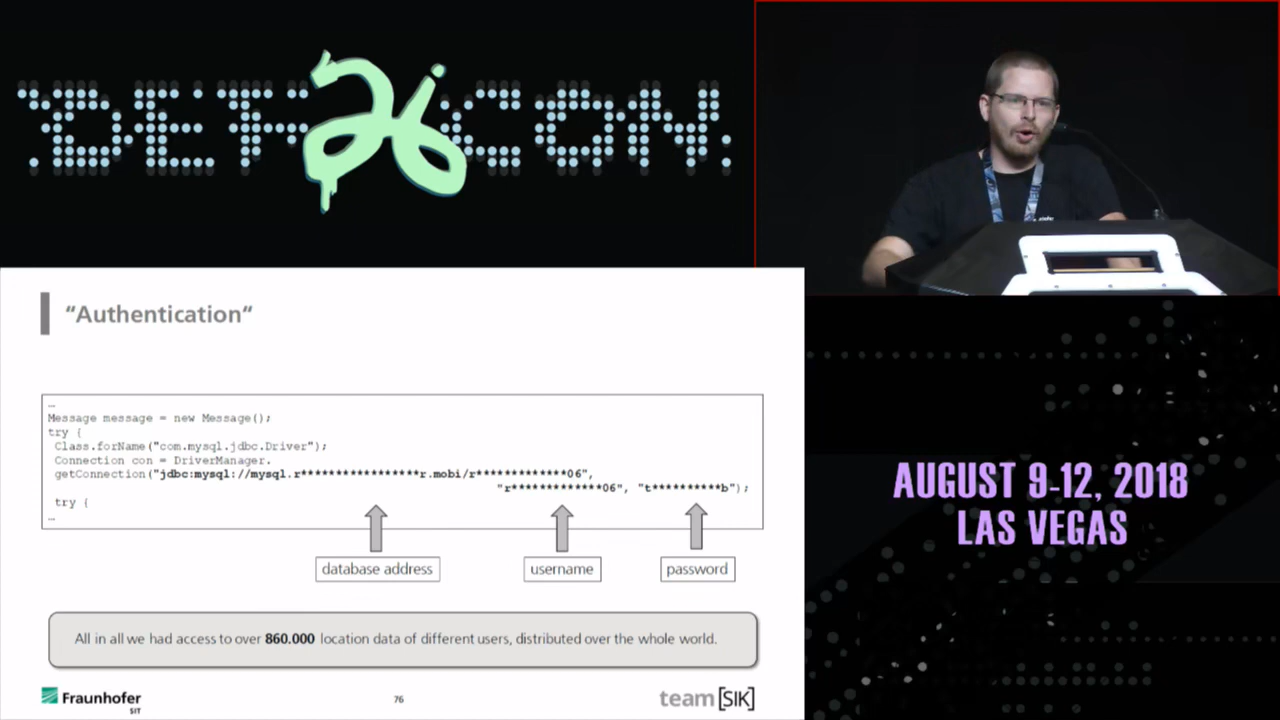 DEF 26 CON
“Authentication“
…
Message message = new Message();
try {
Class.forName("com.mysql.jdbc.Driver");
Connection con = DriverManager.
getConnection("jdbc:mysql://mysql.r*****************r.mobi/r*************06",
"r*************06", "t**********b");
try {
…
database address
username
password
All in all we had access to over 860.000 location data of different users, distributed over the whole world.
Fraunhofer
SIT
76
team[SIK]
AUGUST 9-12, 2018
LAS VEGAS